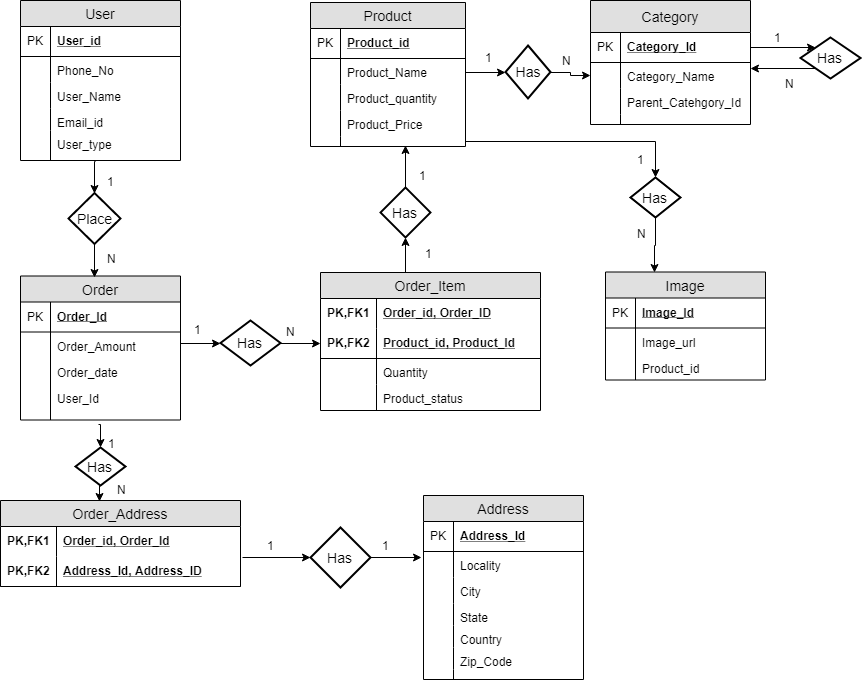 User
PK User_id
Phone_No
User_Name
Email_id
User_type
1
Place
N
Product
PK Product_id
Product_Name
Product_quantity
Product_Price
1
Has
N
Category
PK Category_Id
Category_Name
Parent_Catehgory_Id
1
Has
N
1
Has
N
1
Has
1
Order
PK Order_Id
Order_Amount
Order_date
User_Id
1
Has
N
Order_Item
PK,FK1 Order_id, Order_ID
PK,FK2 Product_id, Product_Id
Quantity
Product_status
Image
PK Image_Id
Image_url
Product_id
1
Has
N
Order_Address
PK,FK1 Order_id, Order_Id
PK,FK2 Address_Id, Address_ID
1
Has
1
Address
PK Address_Id
Locality
City
State
Country
Zip_Code